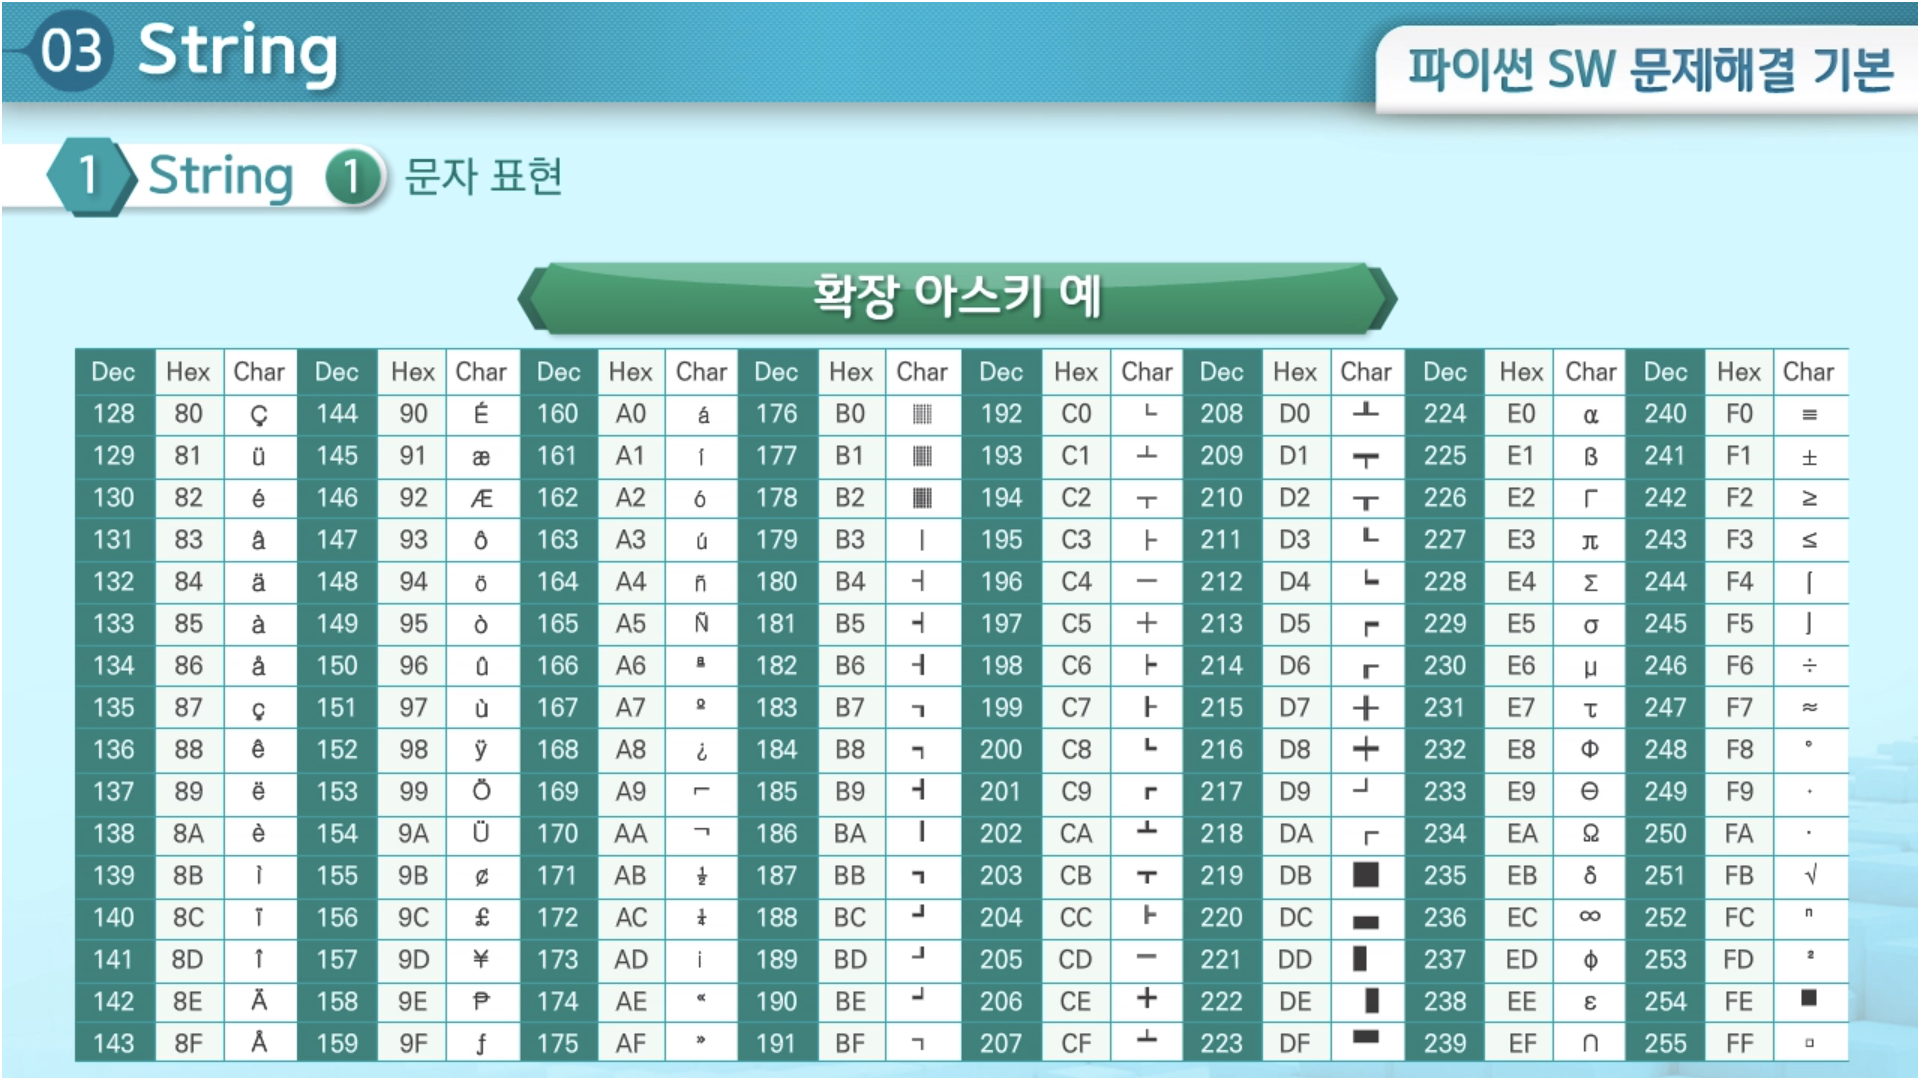 03 String
파이썬 SW 문제해결 기본
1 String 1 문자 표현
확장 아스키 예
Dec Hex Char Dec Hex Char Dec Hex Char Dec Hex Char Dec Hex Char Dec Hex Char Dec Hex Char Dec Hex Char
128 80 Ç 144 90 É 160 A0 á 176 B0 ░ 192 C0 └ 208 D0 ╨ 224 E0 α 240 F0 ≡
129 81 ü 145 91 æ 161 A1 í 177 B1 ▒ 193 C1 ┴ 209 D1 ╤ 225 E1 ß 241 F1 ±
130 82 é 146 92 Æ 162 A2 ó 178 B2 ▓ 194 C2 ┬ 210 D2 ╥ 226 E2 Γ 242 F2 ≥
131 83 â 147 93 ô 163 A3 ú 179 B3 │ 195 C3 ├ 211 D3 ╙ 227 E3 π 243 F3 ≤
132 84 ä 148 94 ö 164 A4 ñ 180 B4 ┤ 196 C4 ─ 212 D4 ╘ 228 E4 Σ 244 F4 ⌠
133 85 à 149 95 ò 165 A5 Ñ 181 B5 ╡ 197 C5 ┼ 213 D5 ╒ 229 E5 σ 245 F5 ⌡
134 86 å 150 96 û 166 A6 ª 182 B6 ╢ 198 C6 ╞ 214 D6 ╓ 230 E6 µ 246 F6 ÷
135 87 ç 151 97 ù 167 A7 º 183 B7 ╖ 199 C7 ╟ 215 D7 ╫ 231 E7 τ 247 F7 ≈
136 88 ê 152 98 ÿ 168 A8 ¿ 184 B8 ╕ 200 C8 ╚ 216 D8 ╪ 232 E8 Φ 248 F8 °
137 89 ë 153 99 Ö 169 A9 ⌐ 185 B9 ╣ 201 C9 ╔ 217 D9 ┘ 233 E9 Θ 249 F9 ·
138 8A è 154 9A Ü 170 AA ¬ 186 BA ║ 202 CA ╩ 218 DA ┌ 234 EA Ω 250 FA ·
139 8B ì 155 9B ¢ 171 AB ½ 187 BB ╗ 203 CB ╦ 219 DB █ 235 EB δ 251 FB √
140 8C ï 156 9C £ 172 AC ¼ 188 BC ╝ 204 CC ├ 220 DC ▄ 236 EC ∞ 252 FC ⁿ
141 8D î 157 9D ¥ 173 AD ¡ 189 BD ╜ 205 CD ─ 221 DD ▌ 237 ED φ 253 FD ²
142 8E Ä 158 9E ₱ 174 AE « 190 BE ╛ 206 CE ╬ 222 DE ▐ 238 EE ε 254 FE ■
143 8F Å 159 9F ƒ 175 AF » 191 BF ┐ 207 CF ╧ 223 DF ▀ 239 EF ∩ 255 FF □